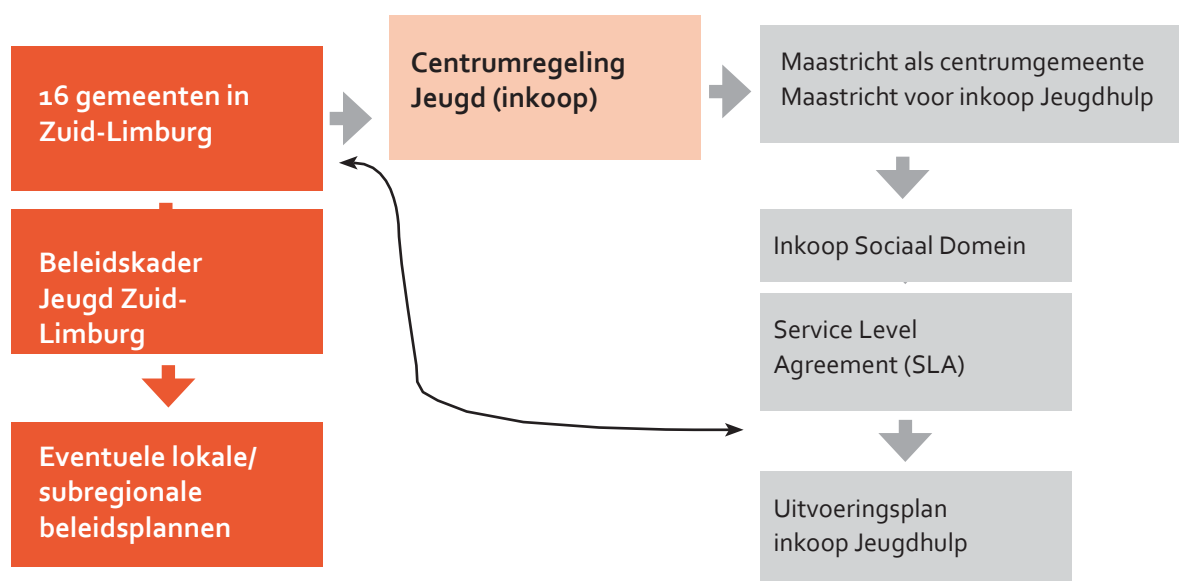 16 gemeenten in
Zuid-Limburg
Centrumregeling
Jeugd (inkoop)
Maastricht als centrumgemeente
Maastricht voor inkoop Jeugdhulp
Beleidskader
Jeugd Zuid-
Limburg
Inkoop Sociaal Domein
Service Level
Agreement (SLA)
Eventuele lokale/
subregionale
beleidsplannen
Uitvoeringsplan
inkoop Jeugdhulp